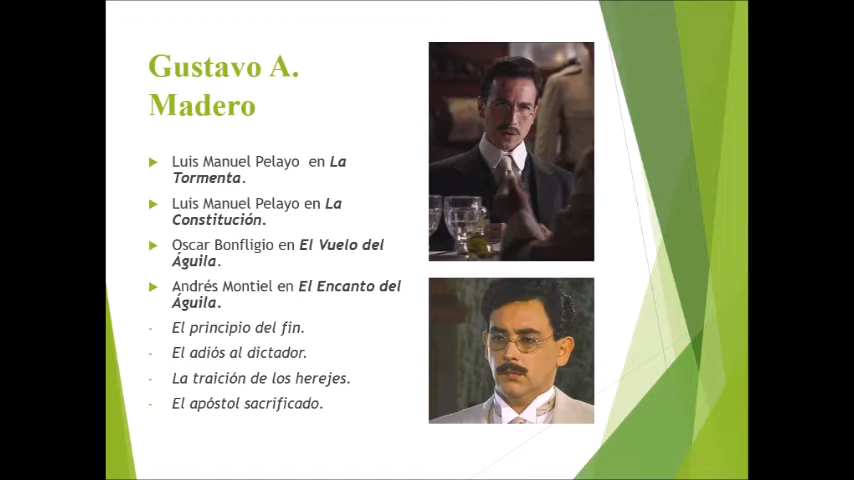 Gustavo A.
Madero
Luis Manuel Pelayo en La
Tormenta.
Luis Manuel Pelayo en La
Constitución.
Oscar Bonfligio en El Vuelo del
Águila.
Andrés Montiel en El Encanto del
Águila.
- El principio del fin.
- El adiós al dictador.
- La traición de los herejes.
- El apóstol sacrificado.